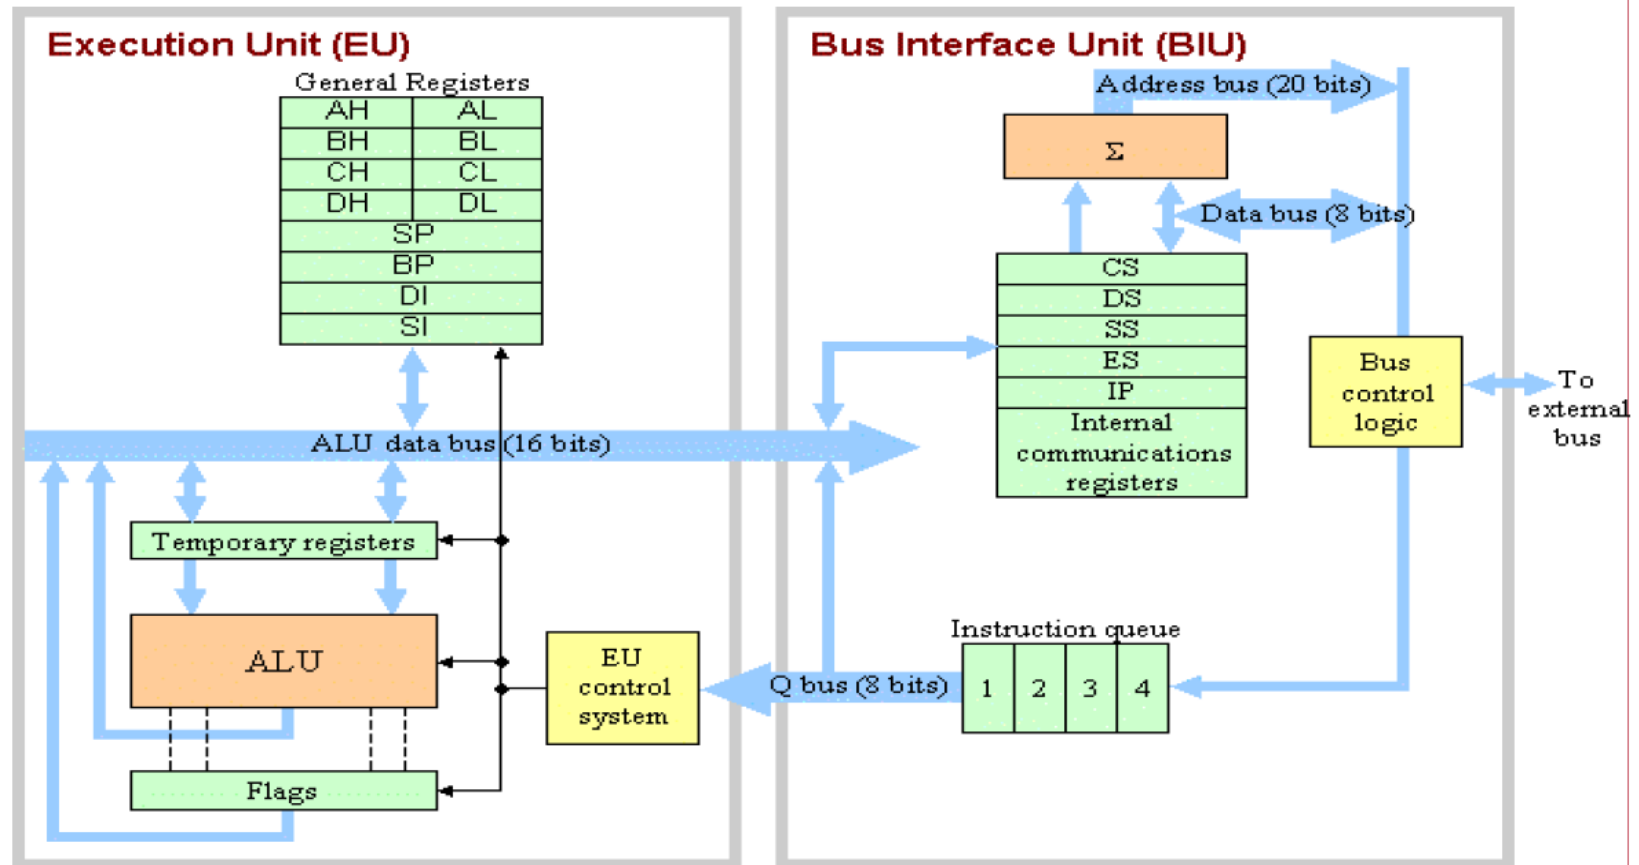 Execution Unit (EU)
General Registers
AH AL
BH BL
CH CL
DH DL
SP
BP
DI
SI
ALU data bus (16 bits)
Temporary registers
ALU
Flags
EU
control
system
Bus Interface Unit (BIU)
Address bus (20 bits)
Σ
Data bus (8 bits)
CS
DS
SS
ES
IP
Internal
communications
registers
Bus
control
logic
To
external
bus
Instruction queue
Q bus (8 bits)
1 2 3 4